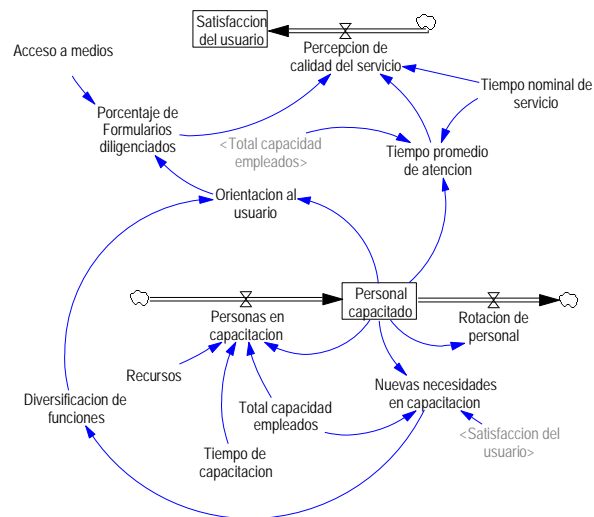 Satisfaccion
del usuario
Percepcion de
calidad del servicio
Acceso a medios
Tiempo nominal de
servicio
Porcentaje de
Formularios
diligenciados
<Total capacidad
empleados>
Tiempo promedio
de atencion
Orientacion al
usuario
Personal
capacitado
Personas en
capacitacion
Rotacion de
personal
Recursos
Nuevas necesidades
en capacitacion
Diversificacion de
funciones
Total capacidad
empleados
<Satisfaccion del
usuario>
Tiempo de
capacitacion